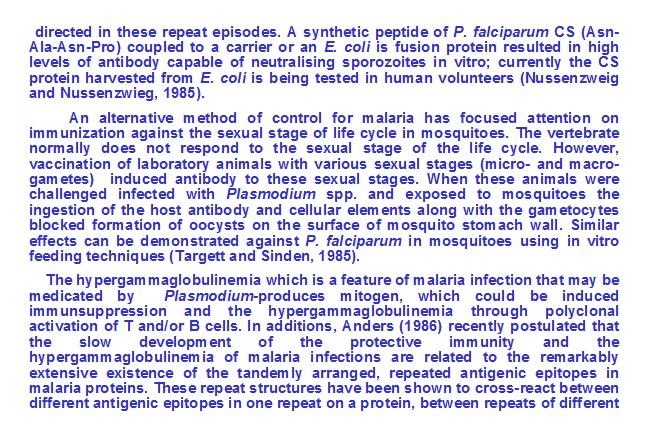 directed in these repeat episodes. A synthetic peptide of P. falciparum CS (Asn-
Ala-Asn-Pro) coupled to a carrier or an E. coli is fusion protein resulted in high
levels of antibody capable of neutralising sporozoites in vitro; currently the CS
protein harvested from E. coli is being tested in human volunteers (Nussenzweig
and Nussenzwieg, 1985).
An alternative method of control for malaria has focused attention on
immunization against the sexual stage of life cycle in mosquitoes. The vertebrate
normally does not respond to the sexual stage of the life cycle. However,
vaccination of laboratory animals with various sexual stages (micro- and macro-
gametes) induced antibody to these sexual stages. When these animals were
challenged infected with Plasmodium spp. and exposed to mosquitoes the
ingestion of the host antibody and cellular elements along with the gametocytes
blocked formation of oocysts on the surface of mosquito stomach wall. Similar
effects can be demonstrated against P. falciparum in mosquitoes using in vitro
feeding techniques (Targett and Sinden, 1985).
The hypergammaglobulinemia which is a feature of malaria infection that may be
medicated by Plasmodium-produces mitogen, which could be induced
immunsuppression and the hypergammaglobulinemia through polyclonal
activation of T and/or B cells. In additions, Anders (1986) recently postulated that
the slow development of the protective immunity and the
hypergammaglobulinemia of malaria infections are related to the remarkably
extensive existence of the tandemly arranged, repeated antigenic epitopes in
malaria proteins. These repeat structures have been shown to cross-react between
different antigenic epitopes in one repeat on a protein, between repeats of different